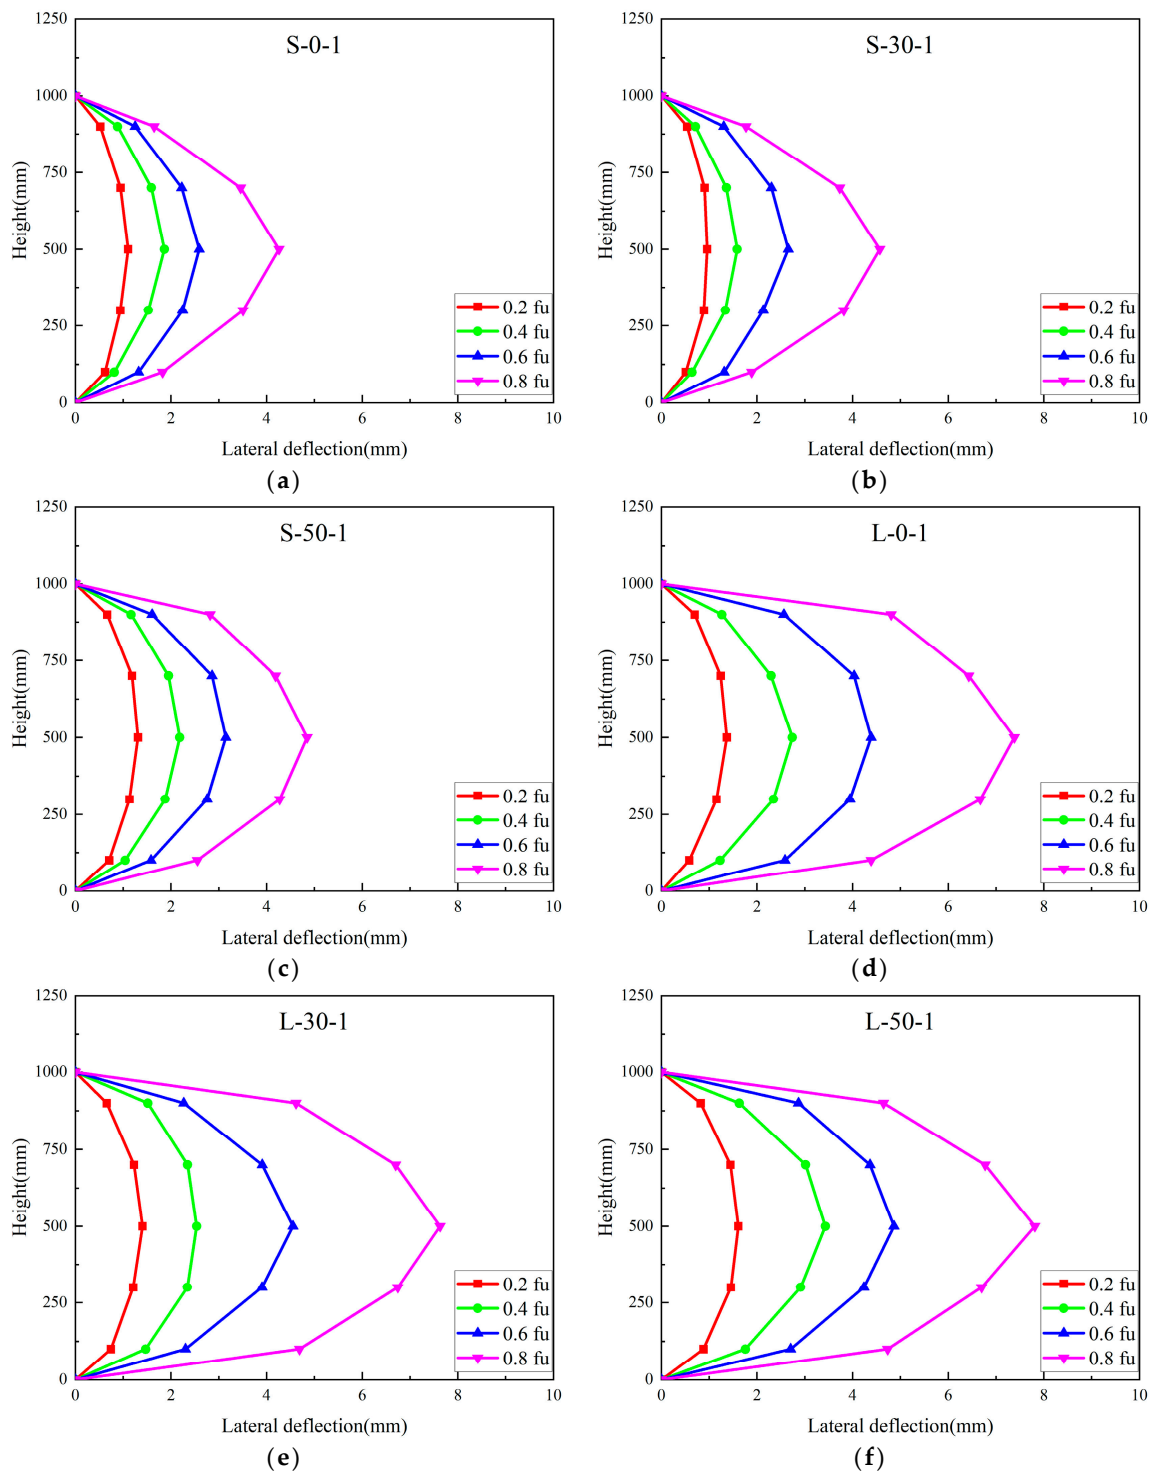 S-0-1
1250
1000
750
500
250
0
Height(mm)
0.2 fu
0.4 fu
0.6 fu
0.8 fu
0 2 4 6 8 10
Lateral deflection(mm)
(a)
S-30-1
1250
1000
750
500
250
0
Height(mm)
0.2 fu
0.4 fu
0.6 fu
0.8 fu
0 2 4 6 8 10
Lateral deflection(mm)
(b)
S-50-1
1250
1000
750
500
250
0
Height(mm)
0.2 fu
0.4 fu
0.6 fu
0.8 fu
0 2 4 6 8 10
Lateral deflection(mm)
(c)
L-0-1
1250
1000
750
500
250
0
Height(mm)
0.2 fu
0.4 fu
0.6 fu
0.8 fu
0 2 4 6 8 10
Lateral deflection(mm)
(d)
L-30-1
1250
1000
750
500
250
0
Height(mm)
0.2 fu
0.4 fu
0.6 fu
0.8 fu
0 2 4 6 8 10
Lateral deflection(mm)
(e)
L-50-1
1250
1000
750
500
250
0
Height(mm)
0.2 fu
0.4 fu
0.6 fu
0.8 fu
0 2 4 6 8 10
Lateral deflection(mm)
(f)